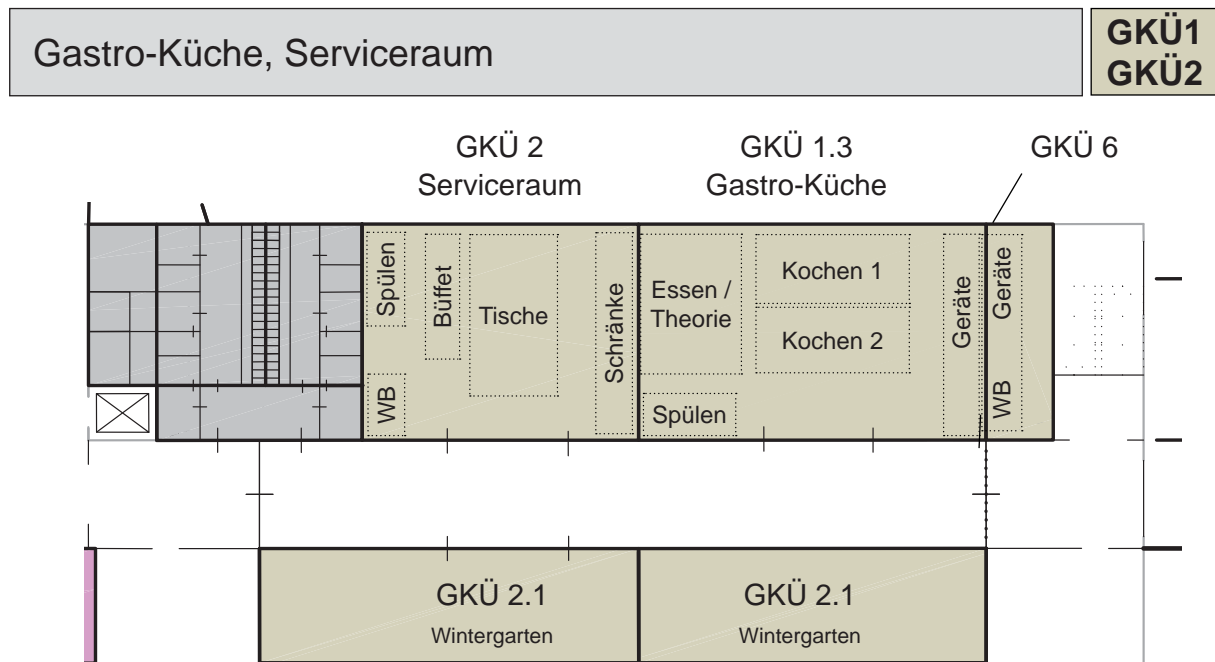 Gastro-Küche, Serviceraum
GKÜ1
GKÜ2
GKÜ 2
Serviceraum
GKÜ 1.3
Gastro-Küche
GKÜ 6
Spülen
WB
Büffet
Tische
Schränke
Essen /
Theorie
Spülen
Kochen 1
Kochen 2
Geräte
Geräte
WB
GKÜ 2.1
Wintergarten
GKÜ 2.1
Wintergarten